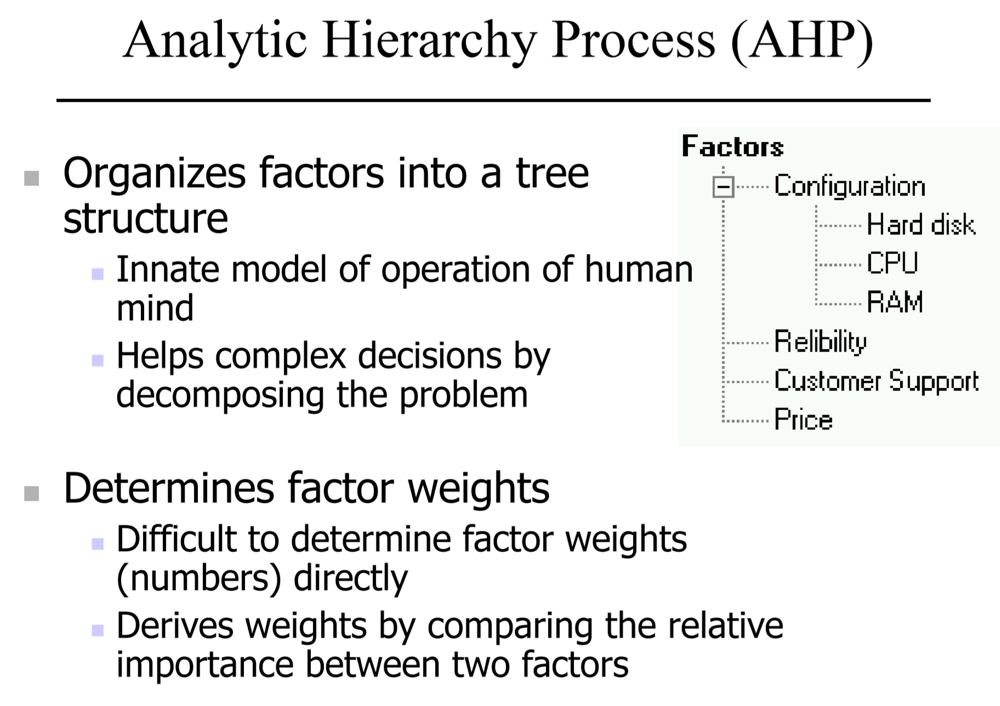 Analytic Hierarchy Process (AHP)
Organizes factors into a tree
structure
Innate model of operation of human
mind
Helps complex decisions by
decomposing the problem
Factors
Configuration
Hard disk
CPU
RAM
Relibility
Customer Support
Price
Determines factor weights
Difficult to determine factor weights
(numbers) directly
Derives weights by comparing the relative
importance between two factors